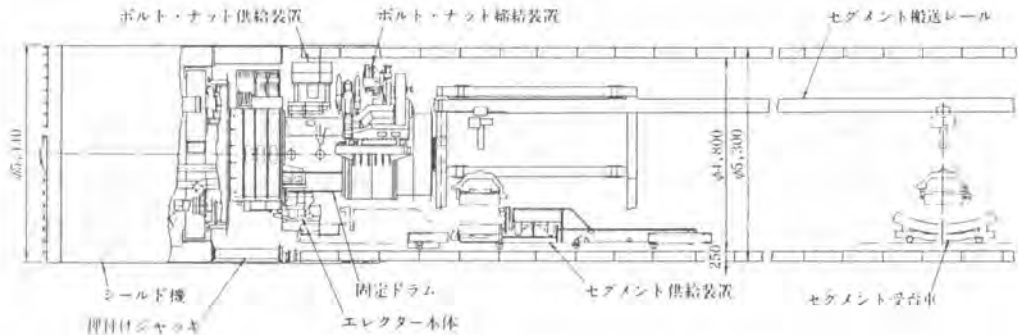 ボルト・ナット供給装置
ボルト・ナット締結装置
セグメント搬送レール
φ4,800
φ5,300
250
シールド機
押付けジャッキ
固定ドラム
エレクター本体
セグメント供給装置
セグメント受台車